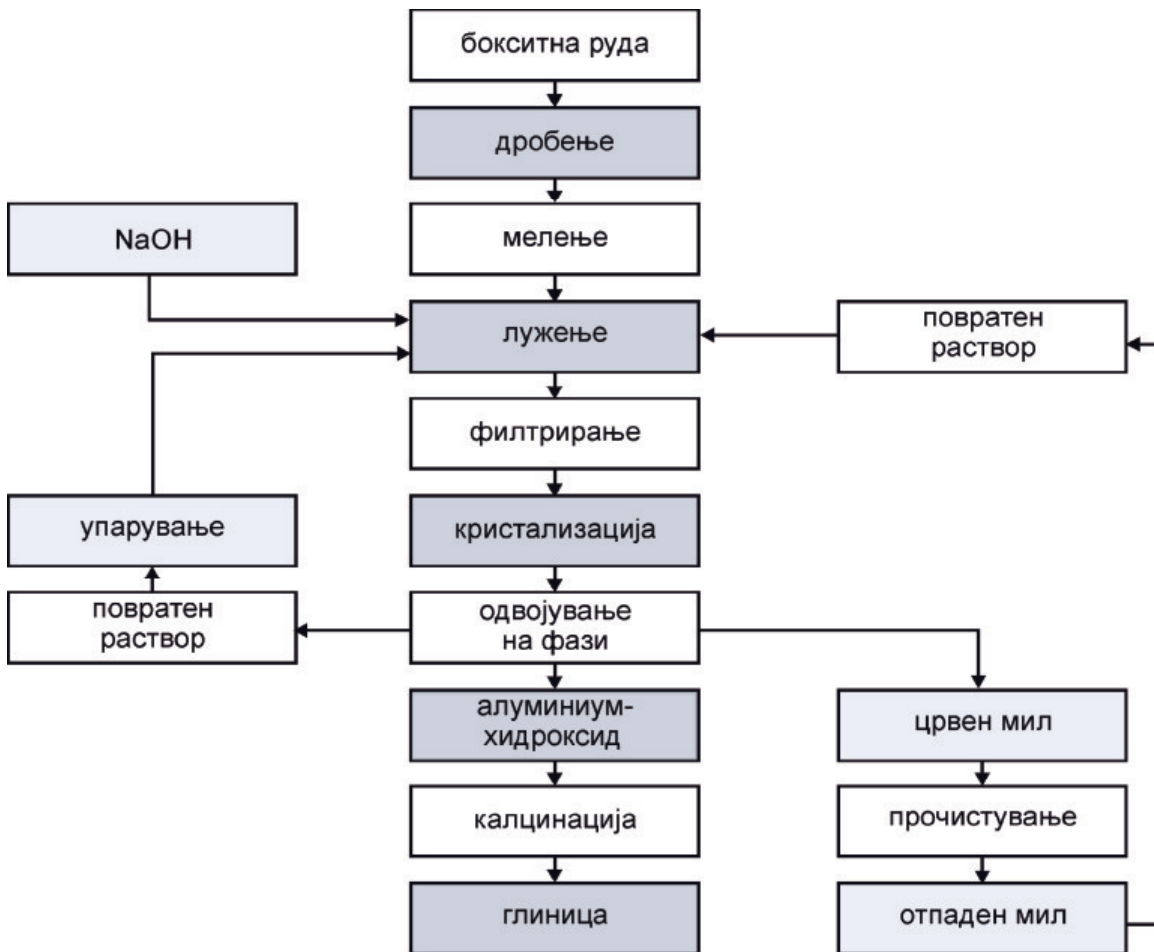 бокситна руда
дробење
NaOH
мелење
лужење
повратен
раствор
филтрирање
упарување
кристализација
повратен
раствор
одвојување
на фази
алуминиум-
хидроксид
црвен мил
калцинација
прочистување
глиница
отпаден мил